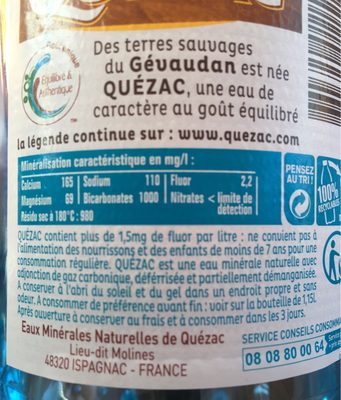 Équilibre &
Authentique
Des terres sauvages
du Gévaudan est née
QUÉZAC, une eau de
caractère au goût équilibré
la légende continue sur : www.quezac.com
Minéralisation caractéristique en mg/l :
Calcium 165 Sodium 110 Fluor 2,2
Magnésium 69 Bicarbonates 1000 Nitrates < limite de
détection
Résidu sec à 180°C : 980
PENSEZ
AU TRI !
100%
RECYCLABLES
QUÉZAC contient plus de 1,5mg de fluor par litre : ne convient pas à
l'alimentation des nourrissons et des enfants de moins de 7 ans pour une
consommation régulière. QUÉZAC est une eau minérale naturelle avec
adjonction de gaz carbonique, déferrisée et partiellement démanganisée.
A conserver à l'abri du soleil et du gel dans un endroit propre et sans
odeur. A consommer de préférence avant fin : voir sur la bouteille de 1,15L.
Après ouverture à conserver au frais et à consommer dans les 3 jours.
Eaux Minérales Naturelles de Quézac
Lieu-dit Molines
48320 ISPAGNAC - FRANCE
SERVICE CONSEILS CONSOMM
08 08 80 00 64